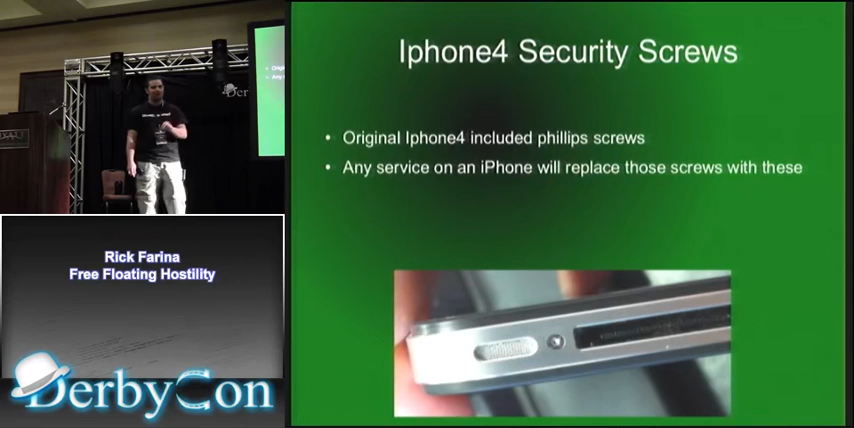 Iphone4 Security Screws
• Original Iphone4 included phillips screws
• Any service on an iPhone will replace those screws with these
Rick Farina
Free Floating Hostility
DerbyCon